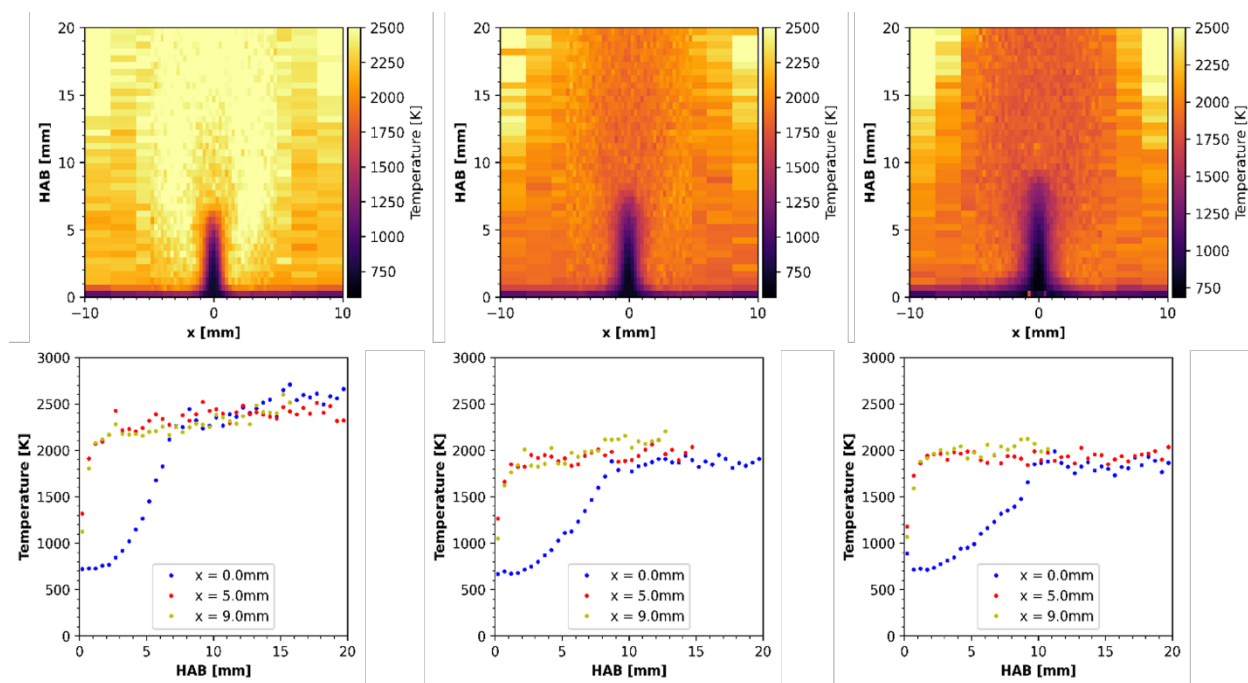 20
15
10
5
0
HAB [mm]
−10
0
10
x [mm]
2500
2250
2000
1750
1500
1250
1000
750
Temperature [K]
20
15
10
5
0
HAB [mm]
−10
0
10
x [mm]
2500
2250
2000
1750
1500
1250
1000
750
Temperature [K]
20
15
10
5
0
HAB [mm]
−10
0
10
x [mm]
2500
2250
2000
1750
1500
1250
1000
750
Temperature [K]
3000
2500
2000
1500
1000
500
0
Temperature [K]
x = 0.0mm
x = 5.0mm
x = 9.0mm
0 5 10 15 20
HAB [mm]
3000
2500
2000
1500
1000
500
0
Temperature [K]
x = 0.0mm
x = 5.0mm
x = 9.0mm
0 5 10 15 20
HAB [mm]
3000
2500
2000
1500
1000
500
0
Temperature [K]
x = 0.0mm
x = 5.0mm
x = 9.0mm
0 5 10 15 20
HAB [mm]